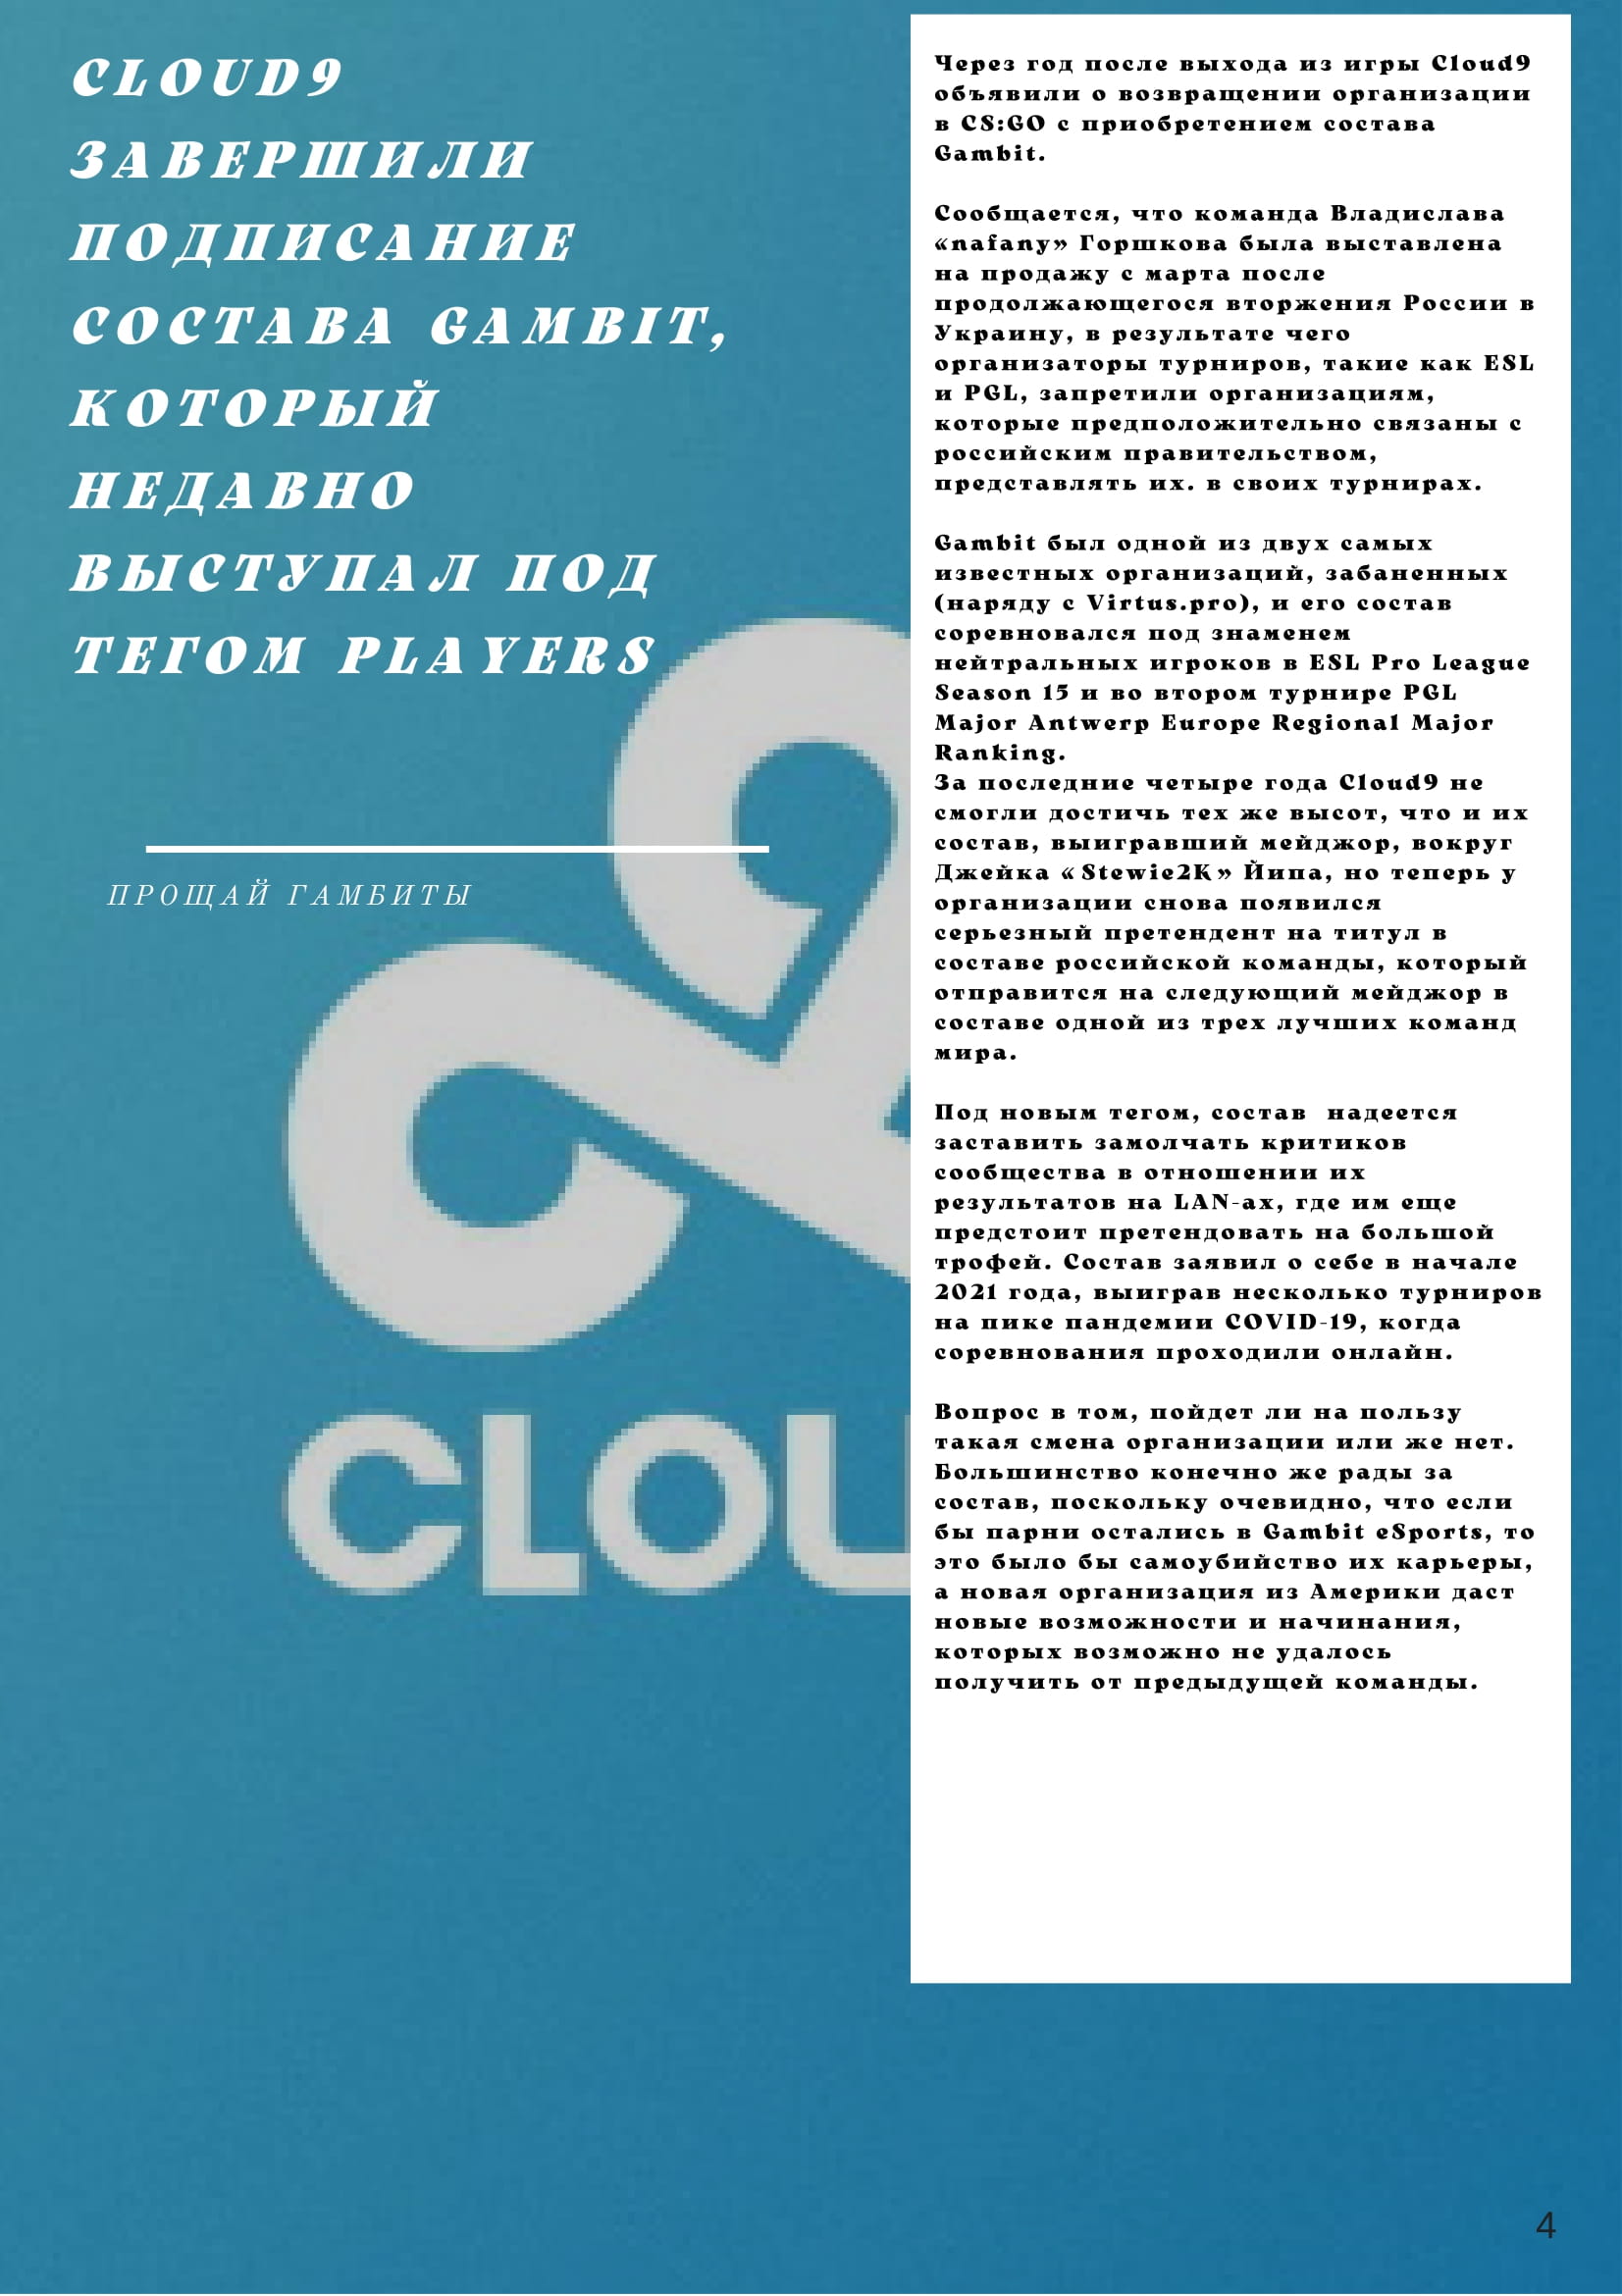 CLOUD9
ЗАВЕРШИЛИ
ПОДПИСАНИЕ
СОСТАВА GAMBIT,
КОТОРЫЙ
НЕДАВНО
ВЫСТУПАЛ ПОД
ТЕГОМ PLAYERS
ПРОЩАЙ ГАМБИТЫ
CLOU
Через год после выхода из игры Cloud9
объявили о возвращении организации
в CS:GO с приобретением состава
Gambit.
Сообщается, что команда Владислава
«nafany» Горшкова была выставлена
на продажу с марта после
продолжающегося вторжения России в
Украину, в результате чего
организаторы турниров, такие как ESL
и PGL, запретили организациям,
которые предположительно связаны с
российским правительством,
представлять их. в своих турнирах.
Gambit был одной из двух самых
известных организаций, забаненных
(наряду с Virtus.pro), и его состав
соревновался под знаменем
нейтральных игроков в ESL Pro League
Season 15 и во втором турнире PGL
Major Antwerp Europe Regional Major
Ranking.
За последние четыре года Cloud9 не
смогли достичь тех же высот, что и их
состав, выигравший мейджор, вокруг
Джейка «Stewie2K» Йипа, но теперь у
организации снова появился
серьезный претендент на титул в
составе российской команды, который
отправится на следующий мейджор в
составе одной из трех лучших команд
мира.
Под новым тегом, состав надеется
заставить замолчать критиков
сообщества в отношении их
результатов на LAN-ах, где им еще
предстоит претендовать на большой
трофей. Состав заявил о себе в начале
2021 года, выиграв несколько турниров
на пике пандемии COVID-19, когда
соревнования проходили онлайн.
Вопрос в том, пойдет ли на пользу
такая смена организации или же нет.
Большинство конечно же рады за
состав, поскольку очевидно, что если
бы парни остались в Gambit eSports, то
это было бы самоубийство их карьеры,
а новая организация из Америки даст
новые возможности и начинания,
которых возможно не удалось
получить от предыдущей команды.
4